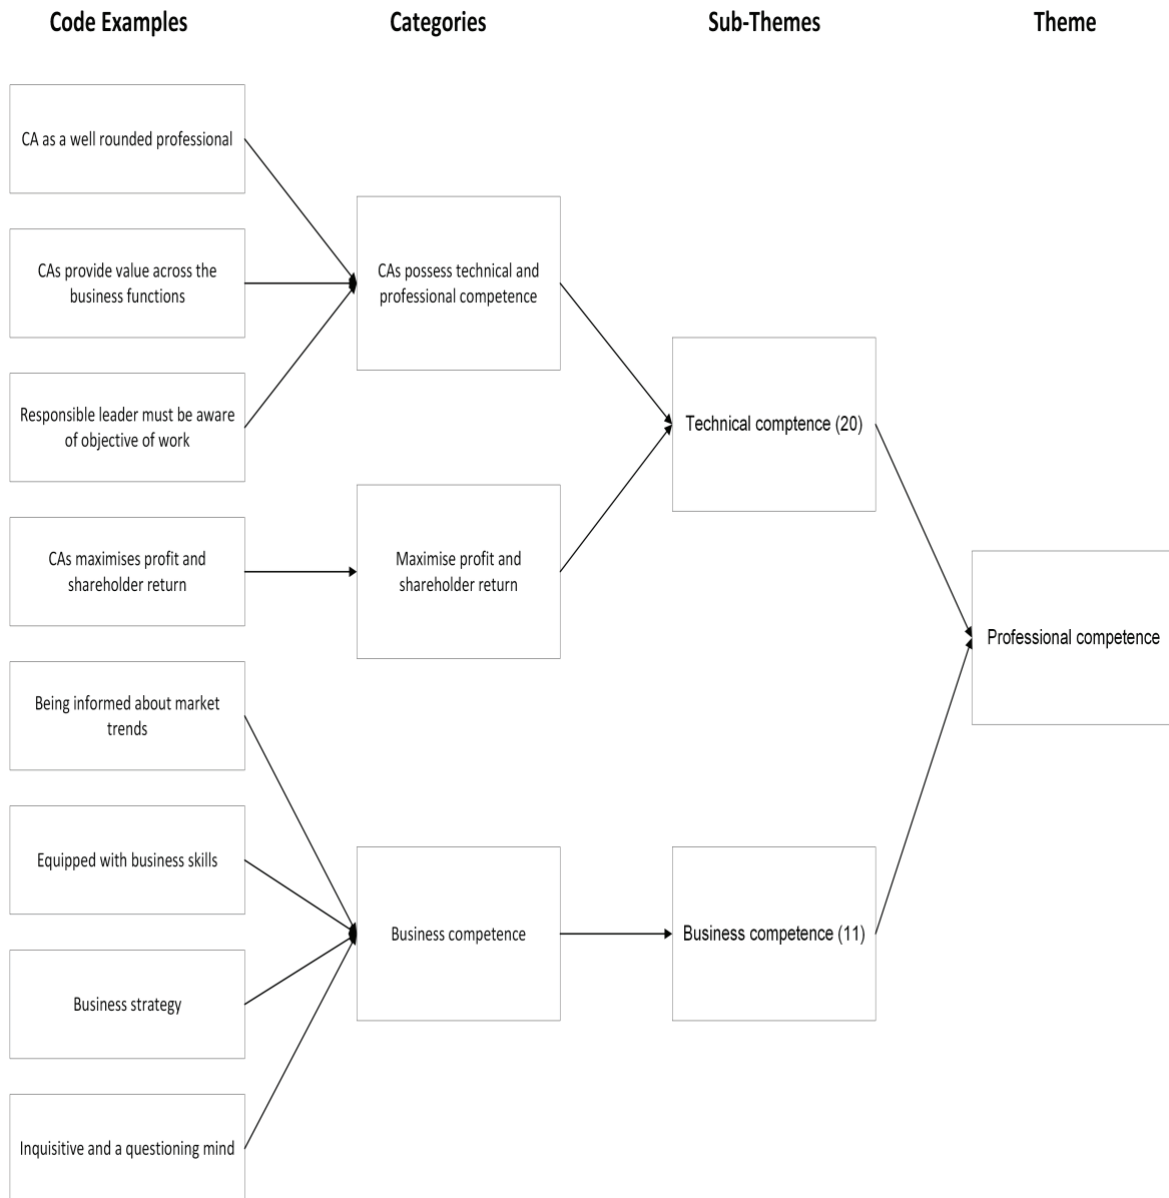 Code Examples
Categories
Sub-Themes
Theme
CA as a well rounded professional
CAs provide value across the
business functions
Responsible leader must be aware
of objective of work
CAs maximises profit and
shareholder return
Being informed about market
trends
Equipped with business skills
Business strategy
Inquisitive and a questioning mind
CAs possess technical and
professional competence
Maximise profit and
shareholder return
Business competence
Technical comptence (20)
Business competence (11)
Professional competence